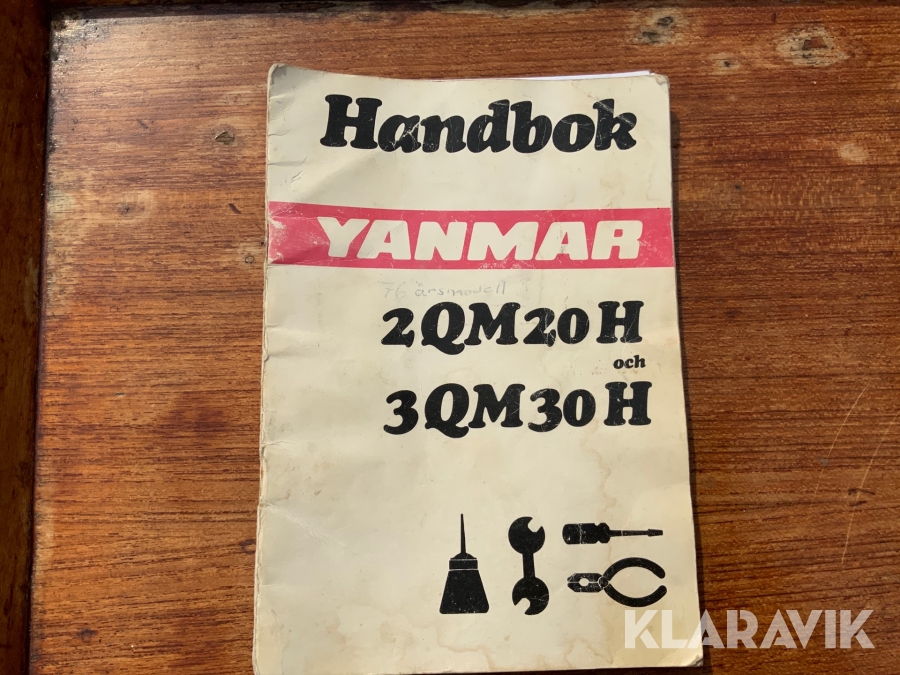 Handbok
YANMAR
76 årsmodell
2QM20H
och
3QM30H
KLARAVIK